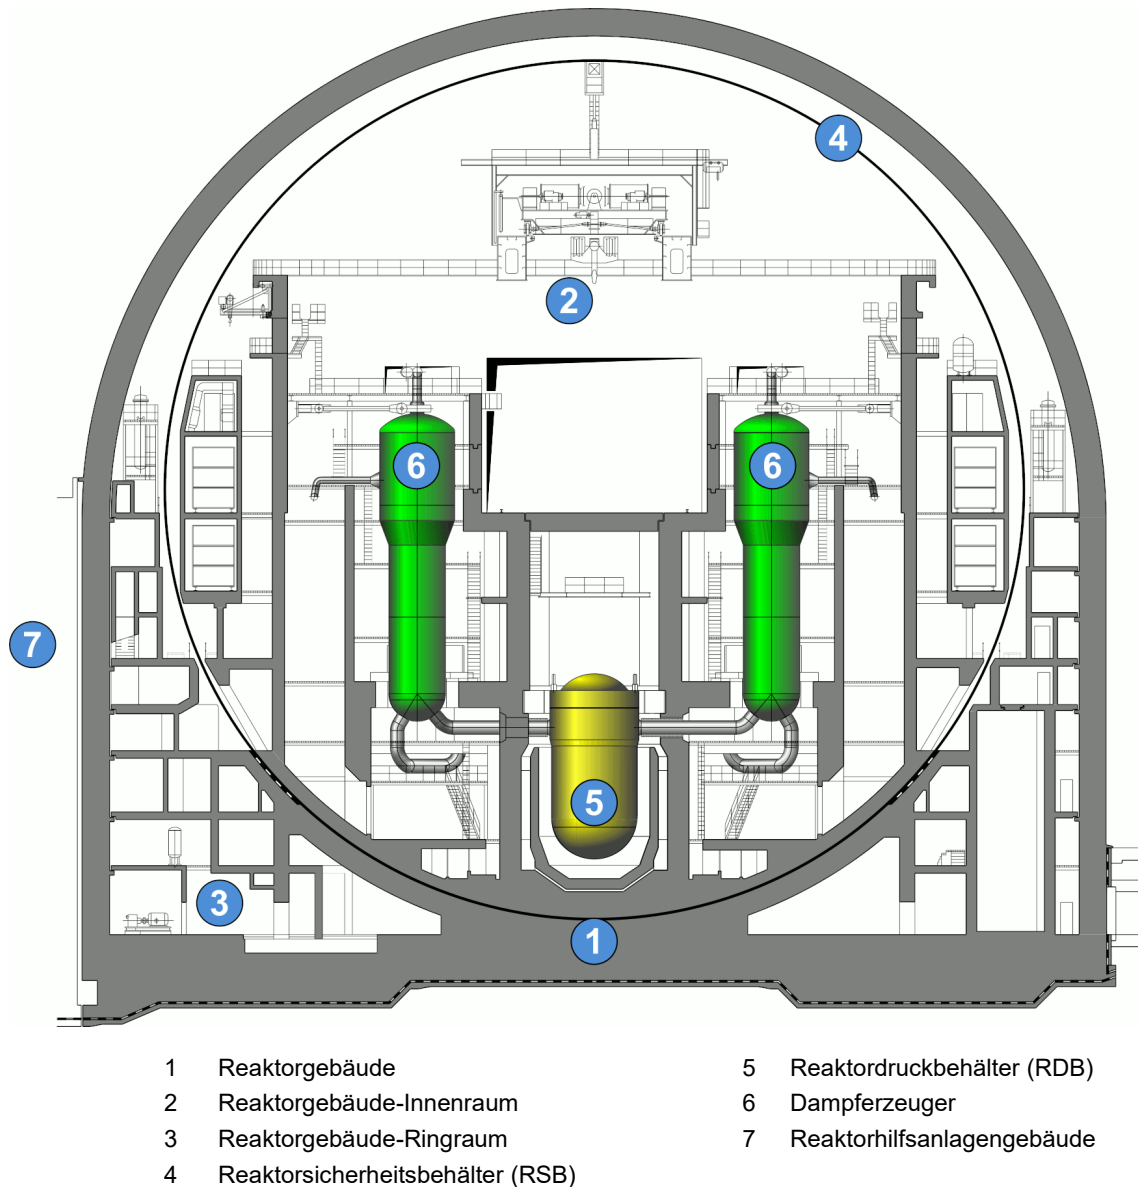 4
2
6 6
7
5
3
1
1 Reaktorgebäude
2 Reaktorgebäude-Innenraum
3 Reaktorgebäude-Ringraum
4 Reaktorsicherheitsbehälter (RSB)
5 Reaktordruckbehälter (RDB)
6 Dampferzeuger
7 Reaktorhilfsanlagengebäude